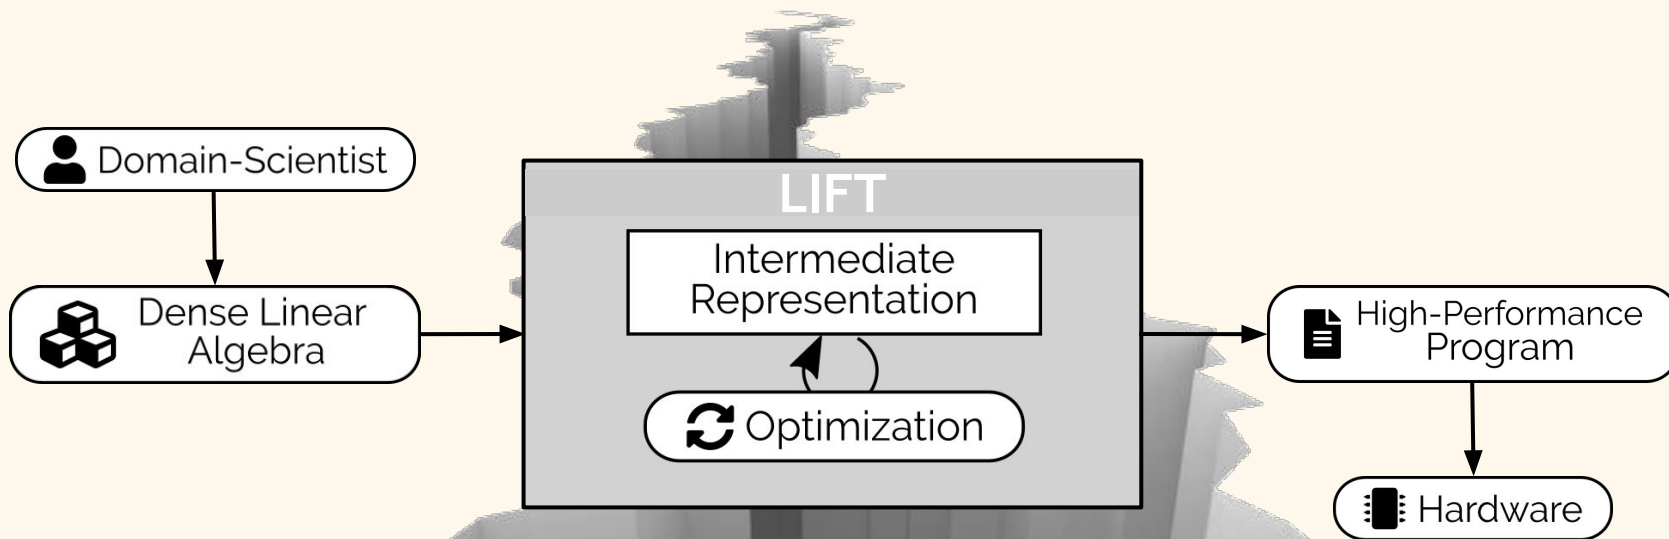 Domain-Scientist
Dense Linear
Algebra
LIFT
Intermediate
Representation
Optimization
High-Performance
Program
Hardware